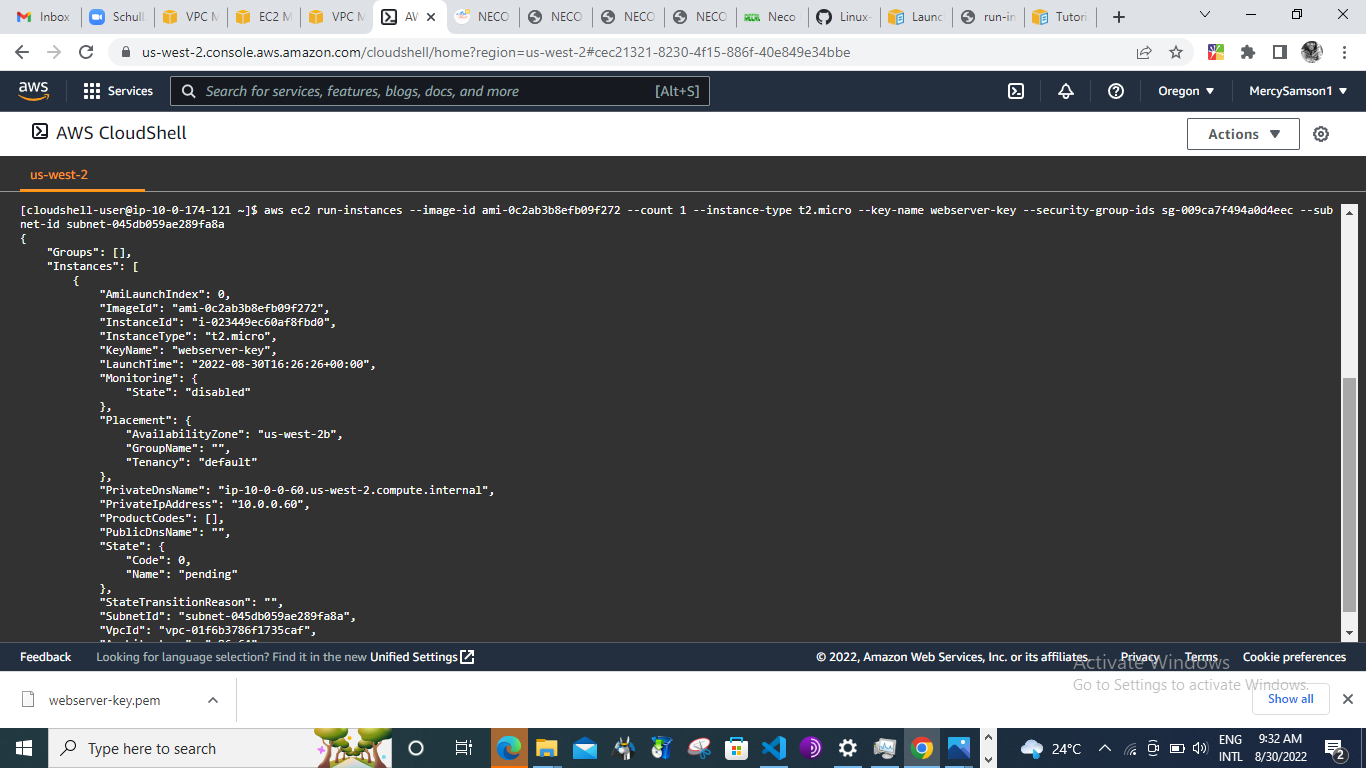 Inbox
Schull
VPC M
EC2 M
VPC M
AW
NECO
NECO
NECO
NECO
Neco
Linux-
Launc
run-in
Tutori
us-west-2.console.aws.amazon.com/cloudshell/home?region=us-west-2#cec21321-8230-4f15-886f-40e849e34bbe
aws
Services
Search for services, features, blogs, docs, and more [Alt+S]
Oregon ▼
MercySamson1 ▼
AWS CloudShell
Actions ▼
us-west-2
[cloudshell-user@ip-10-0-174-121 ~]$ aws ec2 run-instances --image-id ami-0c2ab3b8efb09f272 --count 1 --instance-type t2.micro --key-name webserver-key --security-group-ids sg-009ca7f494a0d4eec --sub
net-id subnet-045db059ae289fa8a
{
"Groups": [],
"Instances": [
{
"AmiLaunchIndex": 0,
"ImageId": "ami-0c2ab3b8efb09f272",
"InstanceId": "i-023449ec60af8fbd0",
"InstanceType": "t2.micro",
"KeyName": "webserver-key",
"LaunchTime": "2022-08-30T16:26:26+00:00",
"Monitoring": {
"State": "disabled"
},
"Placement": {
"AvailabilityZone": "us-west-2b",
"GroupName": "",
"Tenancy": "default"
},
"PrivateDnsName": "ip-10-0-0-60.us-west-2.compute.internal",
"PrivateIpAddress": "10.0.0.60",
"ProductCodes": [],
"PublicDnsName": "",
"State": {
"Code": 0,
"Name": "pending"
},
"StateTransitionReason": "",
"SubnetId": "subnet-045db059ae289fa8a",
"VpcId": "vpc-01f6b3786f1735caf",
Feedback
Looking for language selection? Find it in the new Unified Settings
© 2022, Amazon Web Services, Inc. or its affiliates.
Privacy
Terms
Cookie preferences
Activate Windows
Go to Settings to activate Windows.
webserver-key.pem
Show all
Type here to search
24°C
ENG
INTL
9:32 AM
8/30/2022
2